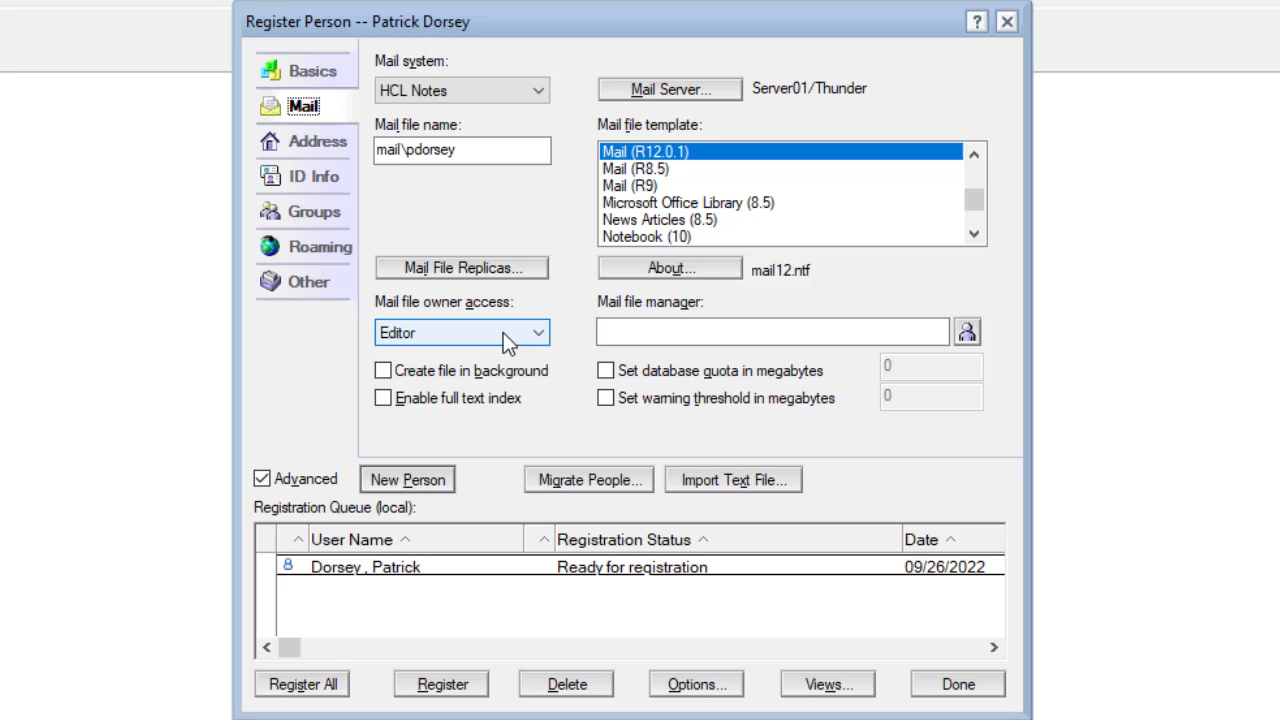 Register Person -- Patrick Dorsey
?
Basics
Mail
Address
ID Info
Groups
Roaming
Other
Mail system:
HCL Notes
Mail Server...
Server01/Thunder
Mail file name:
mail\pdorsey
Mail file template:
Mail (R12.0.1)
Mail (R8.5)
Mail (R9)
Microsoft Office Library (8.5)
News Articles (8.5)
Notebook (10)
Mail File Replicas...
About...
mail12.ntf
Mail file owner access:
Editor
Mail file manager:
Create file in background
Enable full text index
Set database quota in megabytes
0
Set warning threshold in megabytes
0
Advanced
New Person
Migrate People...
Import Text File...
Registration Queue (local):
User Name
Registration Status
Date
Dorsey , Patrick
Ready for registration
09/26/2022
Register All
Register
Delete
Options...
Views...
Done